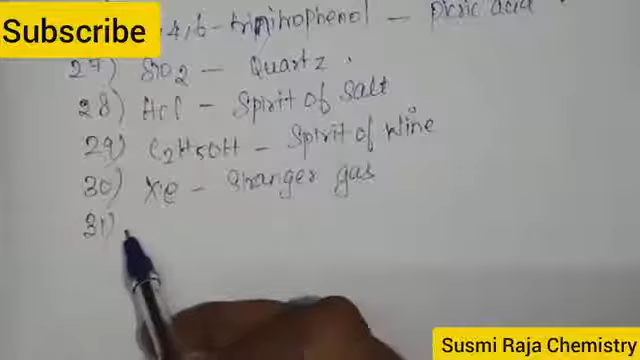 Subscribe
,4,6-trinitrophenol – picric acid
27) SiO2 – Quartz.
28) HCl – Spirit of Salt
29) C2H5OH – Spirit of Wine
30) Xe – Stranger gas
31)
Susmi Raja Chemistry